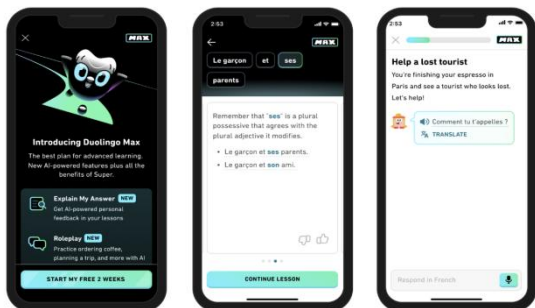 MAX
Introducing Duolingo Max
The best plan for advanced learning.
New AI-powered features plus all the
benefits of Super.
Explain My Answer NEW
Get AI-powered personal
feedback in your lessons
Roleplay NEW
Practice ordering coffee,
planning a trip, and more with AI
START MY FREE 2 WEEKS
2:53
MAX
Le garçon et ses
parents
Remember that "ses" is a plural
possessive that agrees with the
plural adjective it modifies.
• Le garçon et ses parents.
• Le garçon et son ami.
CONTINUE LESSON
2:53
MAX
Help a lost tourist
You're finishing your espresso in
Paris and see a tourist who looks lost.
Let's help!
Comment tu t'appelles ?
TRANSLATE
Respond in French